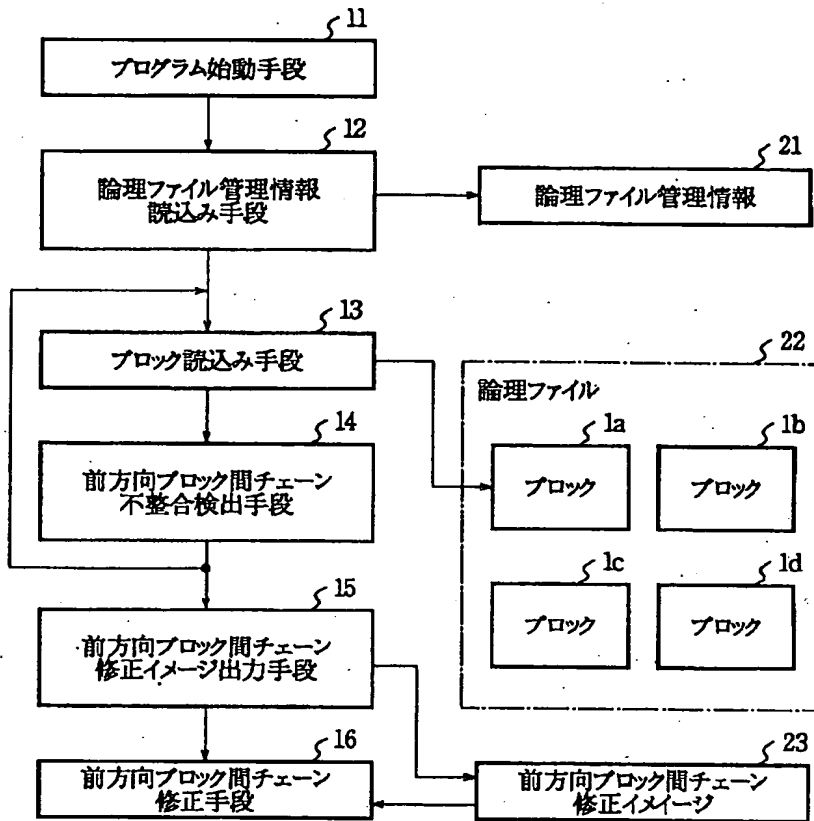 11
プログラム始動手段
12
論理ファイル管理情報
読込み手段
21
論理ファイル管理情報
13
ブロック読込み手段
22
論理ファイル
1a
ブロック
1b
ブロック
14
前方向ブロック間チェーン
不整合検出手段
1c
ブロック
1d
ブロック
15
前方向ブロック間チェーン
修正イメージ出力手段
16
前方向ブロック間チェーン
修正手段
23
前方向ブロック間チェーン
修正イメイージ